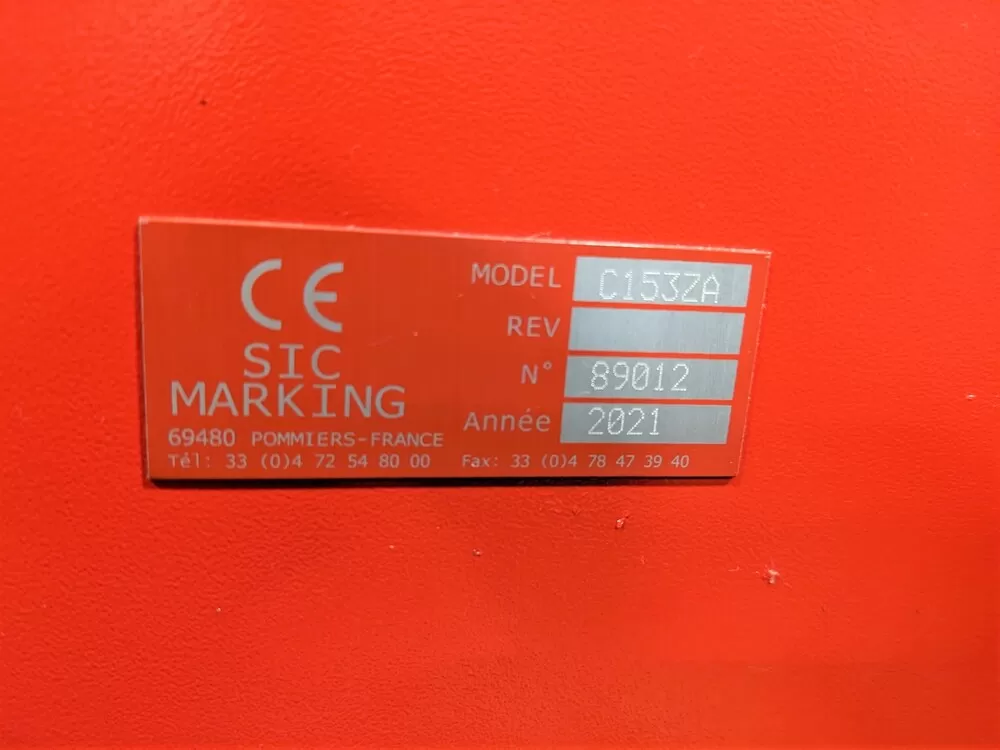 CE
SIC
MARKING
69480 POMMIERS-FRANCE
Tél: 33 (0)4 72 54 80 00 Fax: 33 (0)4 78 47 39 40
MODEL C153ZA
REV
N° 89012
Année 2021